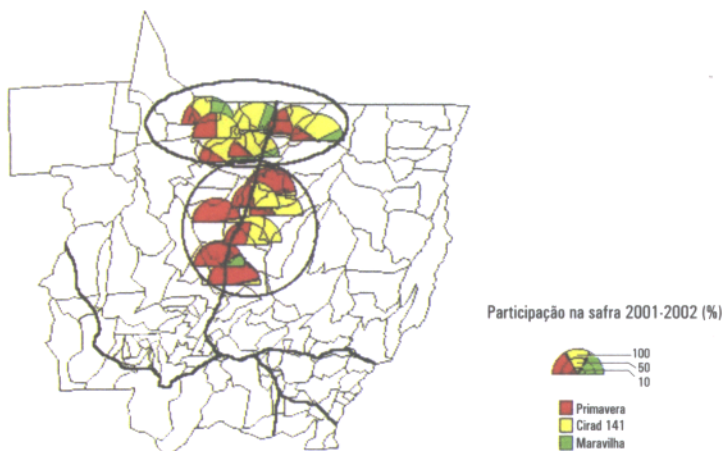 Participação na safra 2001-2002 (%)
100
50
10
Primavera
Cirad 141
Maravilha